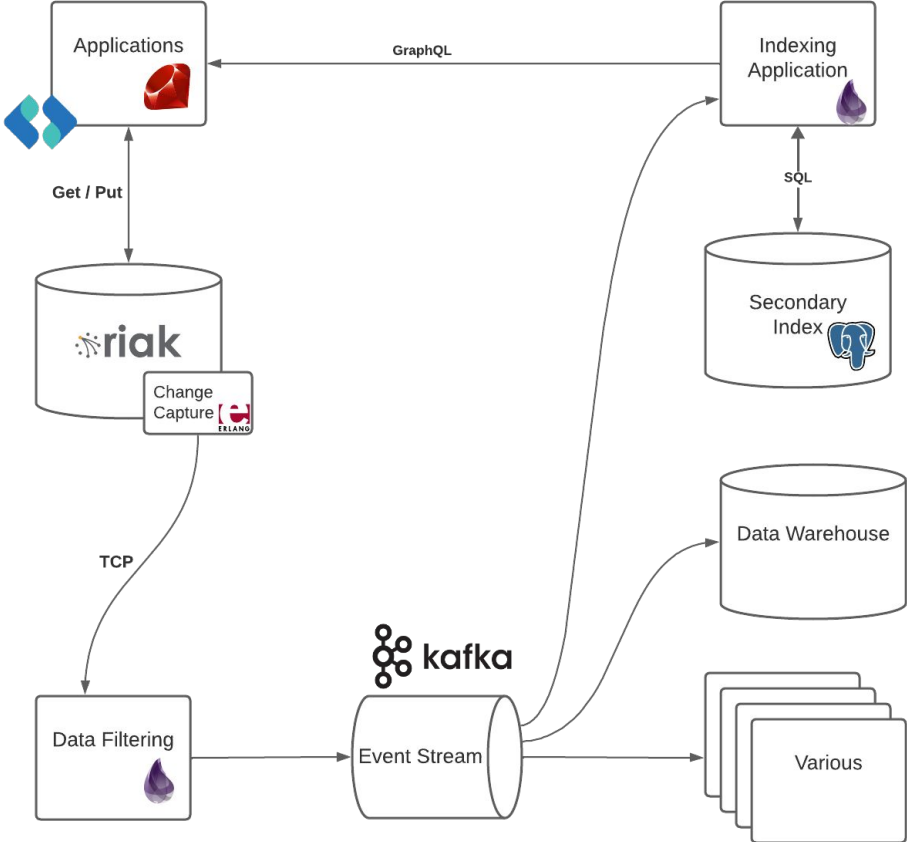 Applications
GraphQL
Indexing
Application
Get / Put
SQL
riak
Change
Capture
e
ERLANG
Secondary
Index
TCP
Data Warehouse
kafka
Data Filtering
Event Stream
Various